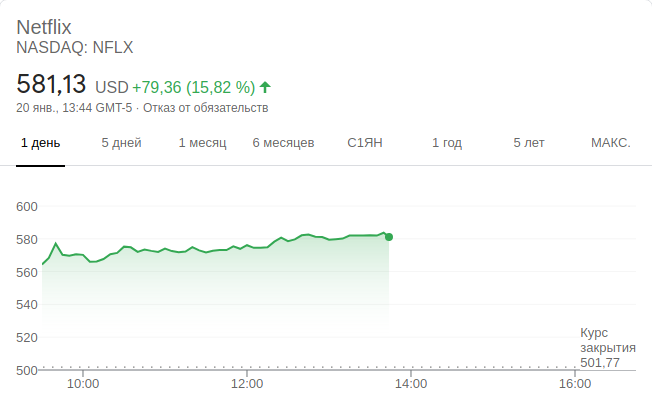 Netflix
NASDAQ: NFLX
581,13 USD +79,36 (15,82 %)
20 янв., 13:44 GMT-5 · Отказ от обязательств
1 день 5 дней 1 месяц 6 месяцев С1ЯН 1 год 5 лет МАКС.
600
580
560
540
520
Курс
закрытия
501,77
500
10:00 12:00 14:00 16:00